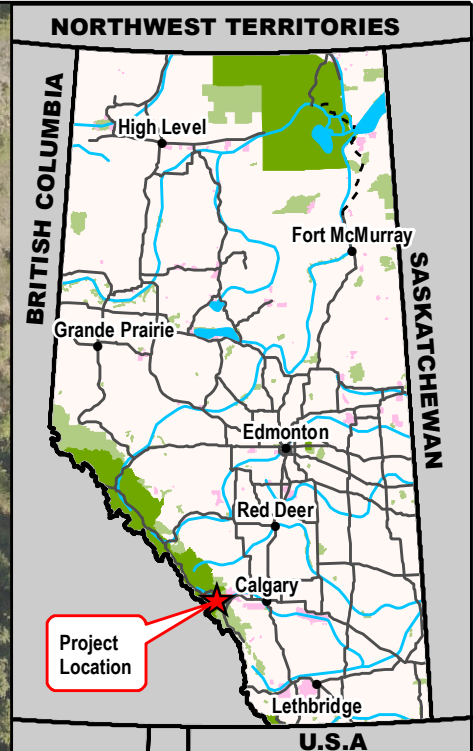 NORTHWEST TERRITORIES
BRITISH COLUMBIA
High Level
Fort McMurray
SASKATCHEWAN
Grande Prairie
Edmonton
Red Deer
Calgary
Project
Location
Lethbridge
U.S.A